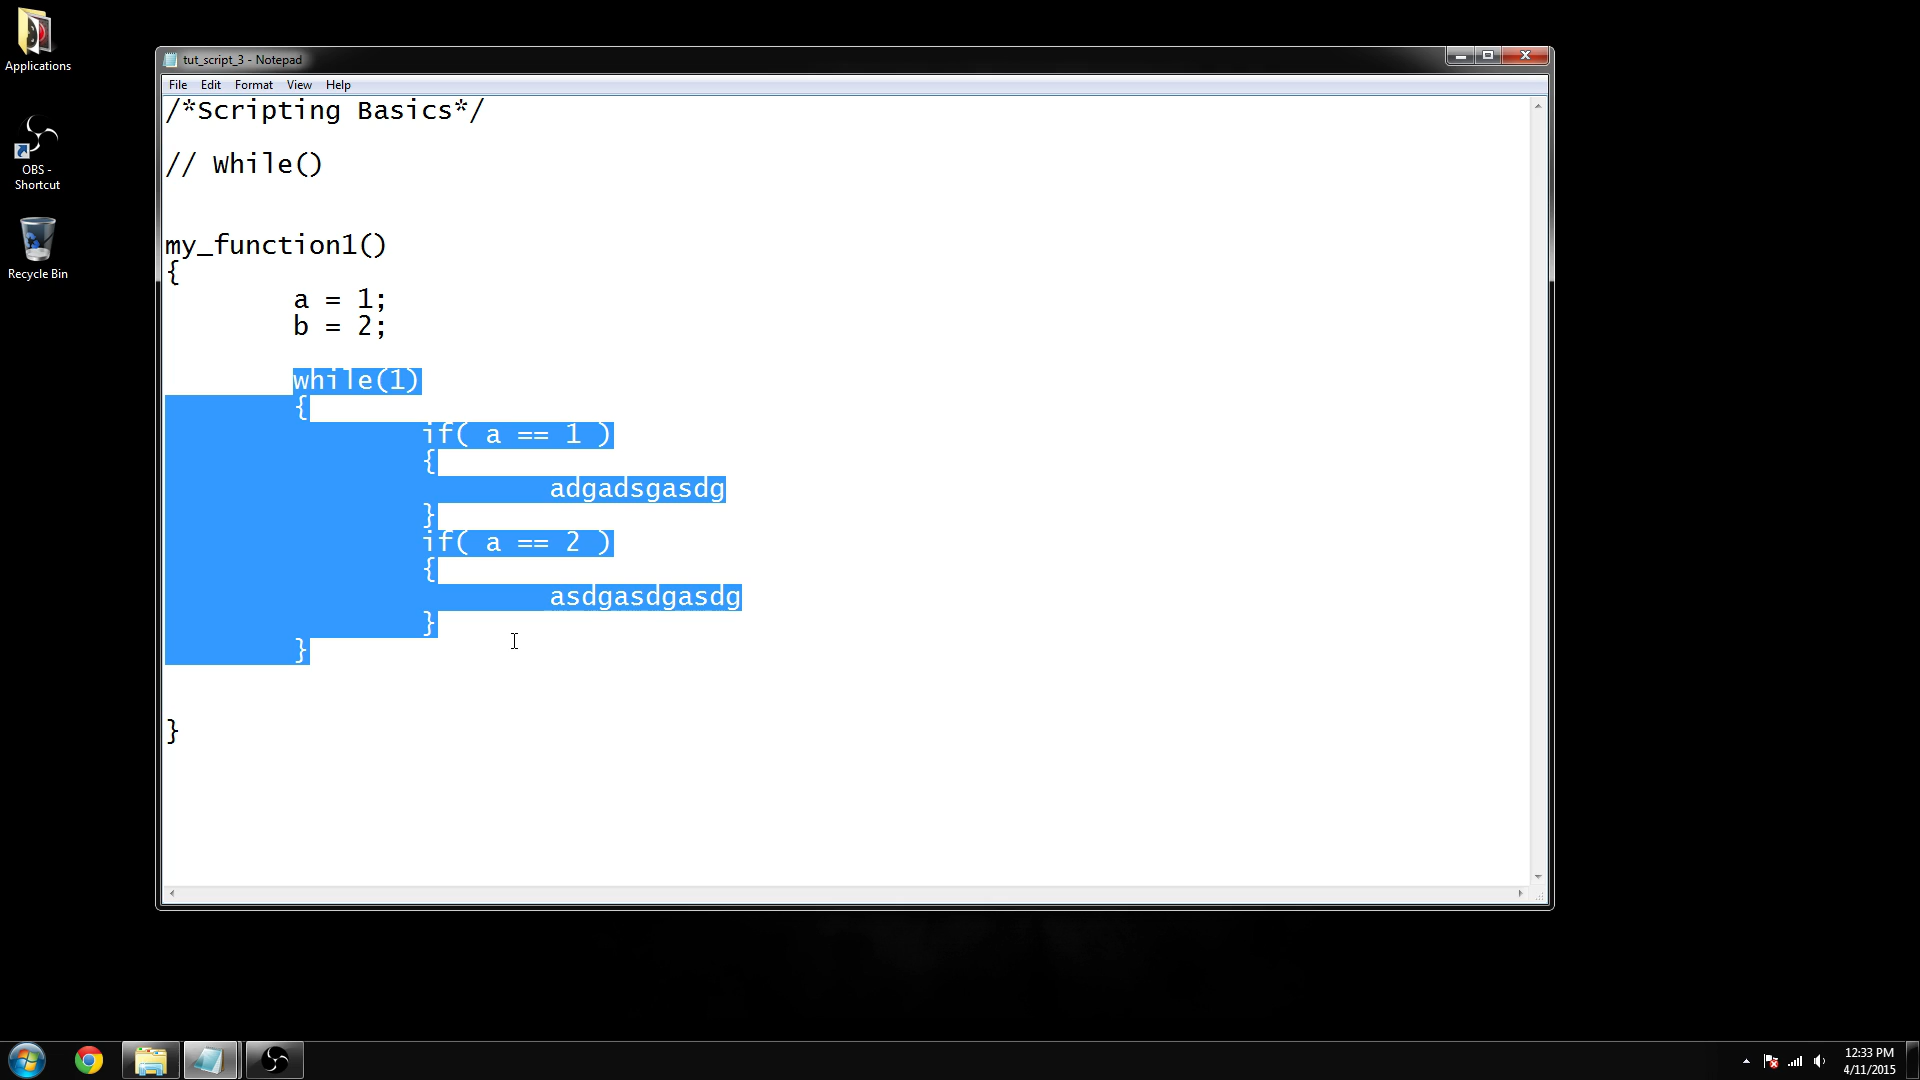 Applications
OBS -
Shortcut
Recycle Bin
tut_script_3 - Notepad
File Edit Format View Help
/*Scripting Basics*/
// While()
my_function1()
{
a = 1;
b = 2;
while(1)
{
if( a == 1 )
{
adgadsgasdg
}
if( a == 2 )
{
asdgasdgasdg
}
}
}
12:33 PM
4/11/2015